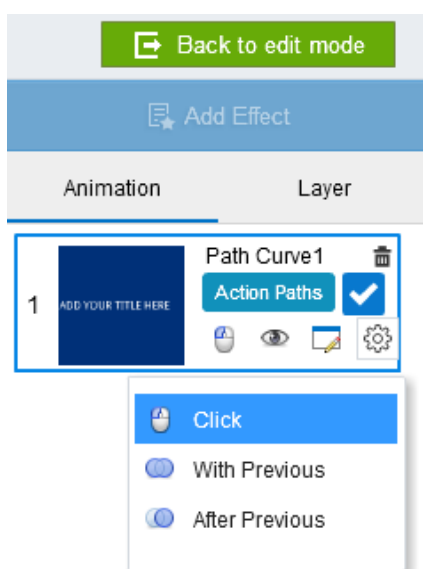 Back to edit mode
Add Effect
Animation Layer
Path Curve1
1 ADD YOUR TITLE HERE Action Paths
Click
With Previous
After Previous